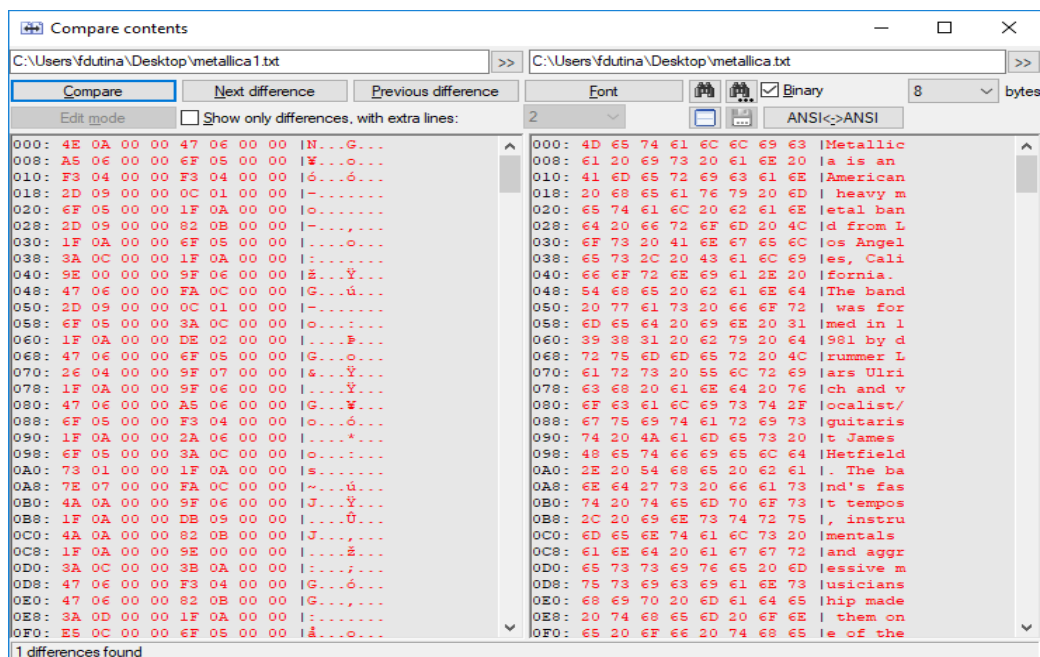 Compare contents
C:\Users\fdutina\Desktop\metallica1.txt >> C:\Users\fdutina\Desktop\metallica.txt >>
Compare Next difference Previous difference Font Binary 8 bytes
Edit mode Show only differences, with extra lines: 2 ANSI<->ANSI
000: 4E 0A 00 00 47 06 00 00 |N...G...
008: A5 06 00 00 6F 05 00 00 |¥...o...
010: F3 04 00 00 F3 04 00 00 |ó...ó...
018: 2D 09 00 00 0C 01 00 00 |-.......
020: 6F 05 00 00 1F 0A 00 00 |o.......
028: 2D 09 00 00 82 0B 00 00 |-...‚...
030: 1F 0A 00 00 6F 05 00 00 |....o...
038: 3A 0C 00 00 1F 0A 00 00 |:.......
040: 9E 00 00 00 9F 06 00 00 |ž...Ÿ...
048: 47 06 00 00 FA 0C 00 00 |G...ú...
050: 2D 09 00 00 0C 01 00 00 |-.......
058: 6F 05 00 00 3A 0C 00 00 |o...:...
060: 1F 0A 00 00 DE 02 00 00 |....Þ...
068: 47 06 00 00 6F 05 00 00 |G...o...
070: 26 04 00 00 9F 07 00 00 |&...Ÿ...
078: 1F 0A 00 00 9F 06 00 00 |....Ÿ...
080: 47 06 00 00 A5 06 00 00 |G...¥...
088: 6F 05 00 00 F3 04 00 00 |o...ó...
090: 1F 0A 00 00 2A 06 00 00 |....*...
098: 6F 05 00 00 3A 0C 00 00 |o...:...
0A0: 73 01 00 00 1F 0A 00 00 |s.......
0A8: 7E 07 00 00 FA 0C 00 00 |~...ú...
0B0: 4A 0A 00 00 9F 06 00 00 |J...Ÿ...
0B8: 1F 0A 00 00 DB 09 00 00 |....Û...
0C0: 4A 0A 00 00 82 0B 00 00 |J...‚...
0C8: 1F 0A 00 00 9E 00 00 00 |....ž...
0D0: 3A 0C 00 00 3B 0A 00 00 |:...;...
0D8: 47 06 00 00 F3 04 00 00 |G...ó...
0E0: 47 06 00 00 82 0B 00 00 |G...‚...
0E8: 3A 0D 00 00 1F 0A 00 00 |:.......
0F0: E5 0C 00 00 6F 05 00 00 |å...o...
000: 4D 65 74 61 6C 6C 69 63 |Metallic
008: 61 20 69 73 20 61 6E 20 |a is an
010: 41 6D 65 72 69 63 61 6E |American
018: 20 68 65 61 76 79 20 6D | heavy m
020: 65 74 61 6C 20 62 61 6E |etal ban
028: 64 20 66 72 6F 6D 20 4C |d from L
030: 6F 73 20 41 6E 67 65 6C |os Angel
038: 65 73 2C 20 43 61 6C 69 |es, Cali
040: 66 6F 72 6E 69 61 2E 20 |fornia.
048: 54 68 65 20 62 61 6E 64 |The band
050: 20 77 61 73 20 66 6F 72 | was for
058: 6D 65 64 20 69 6E 20 31 |med in 1
060: 39 38 31 20 62 79 20 64 |981 by d
068: 72 75 6D 6D 65 72 20 4C |rummer L
070: 61 72 73 20 55 6C 72 69 |ars Ulri
078: 63 68 20 61 6E 64 20 76 |ch and v
080: 6F 63 61 6C 69 73 74 2F |ocalist/
088: 67 75 69 74 61 72 69 73 |guitaris
090: 74 20 4A 61 6D 65 73 20 |t James
098: 48 65 74 66 69 65 6C 64 |Hetfield
0A0: 2E 20 54 68 65 20 62 61 |. The ba
0A8: 6E 64 27 73 20 66 61 73 |nd's fas
0B0: 74 20 74 65 6D 70 6F 73 |t tempos
0B8: 2C 20 69 6E 73 74 72 75 |, instru
0C0: 6D 65 6E 74 61 6C 73 20 |mentals
0C8: 61 6E 64 20 61 67 67 72 |and aggr
0D0: 65 73 73 69 76 65 20 6D |essive m
0D8: 75 73 69 63 69 61 6E 73 |usicians
0E0: 68 69 70 20 6D 61 64 65 |hip made
0E8: 20 74 68 65 6D 20 6F 6E | them on
0F0: 65 20 6F 66 20 74 68 65 |e of the
1 differences found